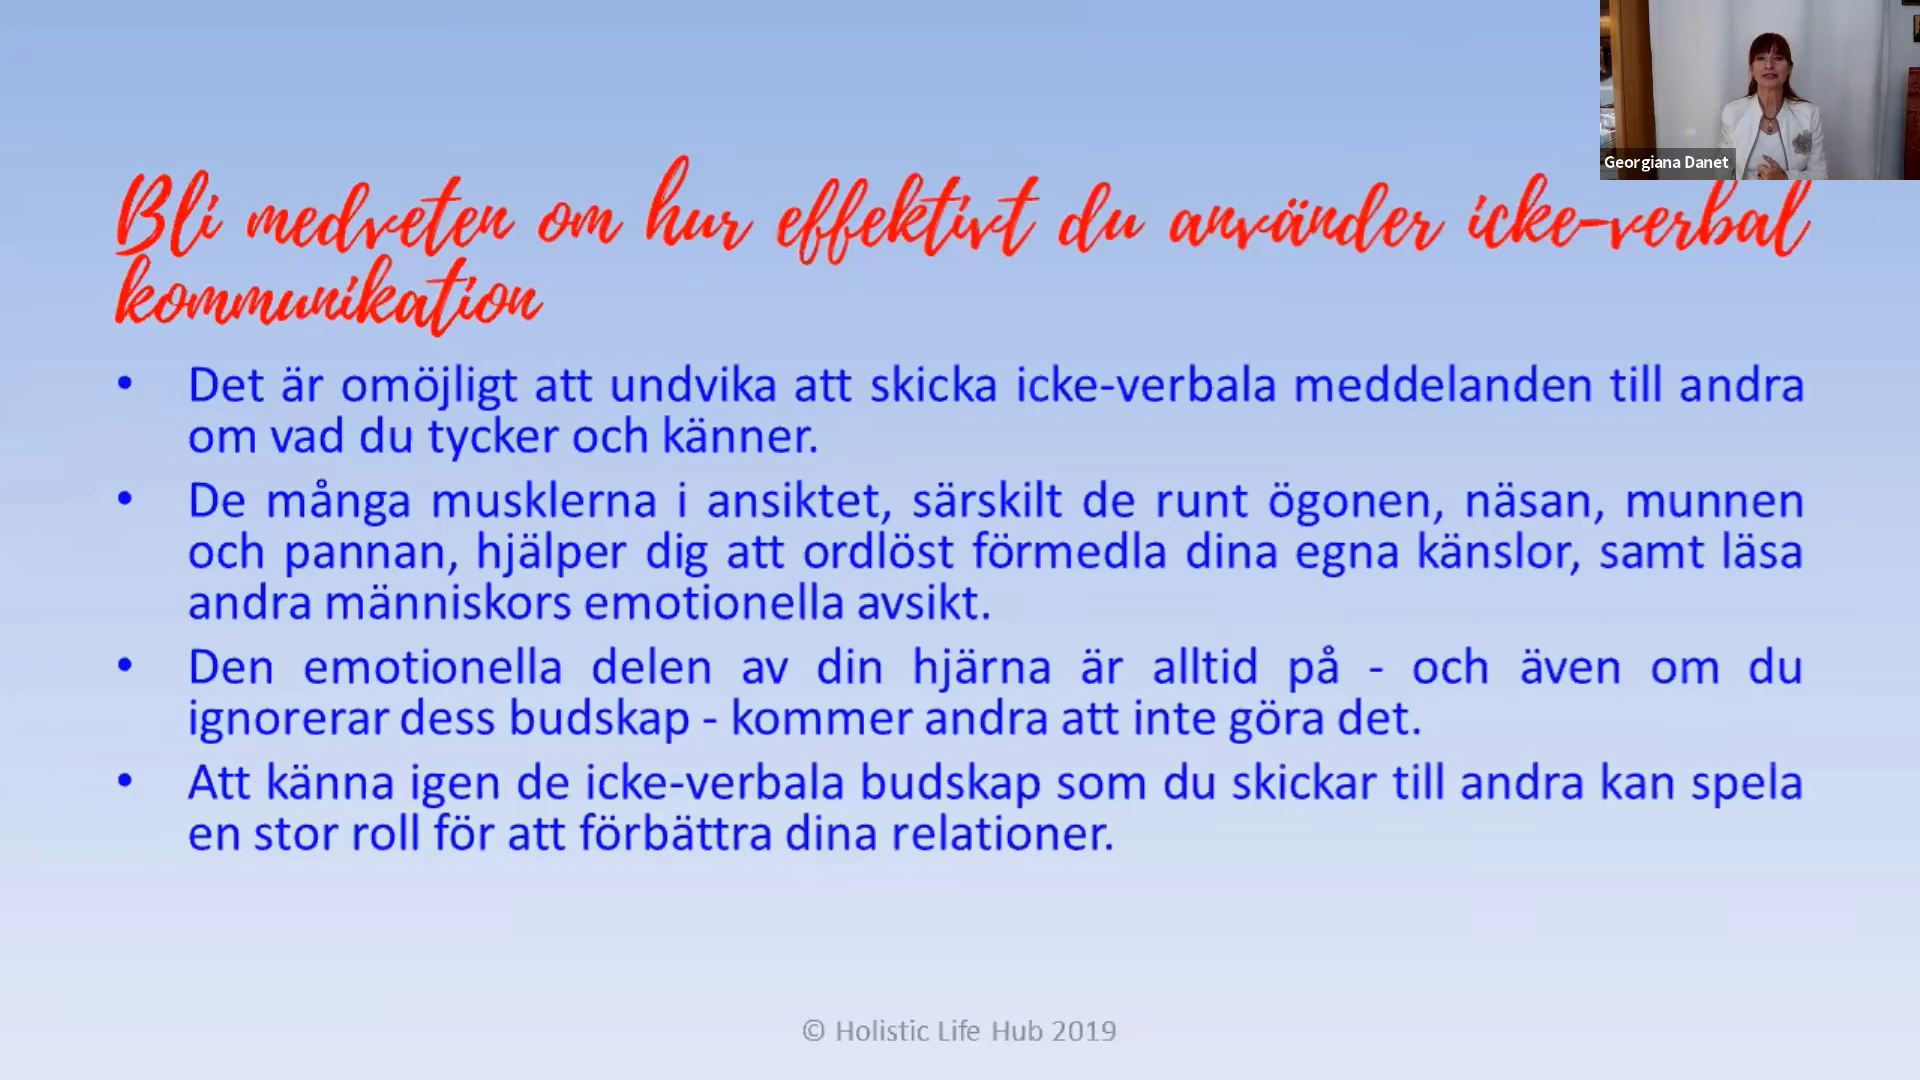 Georgiana Danet
Bli medveten om hur effektivt du använder icke-verbal
kommunikation
• Det är omöjligt att undvika att skicka icke-verbala meddelanden till andra
om vad du tycker och känner.
• De många musklerna i ansiktet, särskilt de runt ögonen, näsan, munnen
och pannan, hjälper dig att ordlöst förmedla dina egna känslor, samt läsa
andra människors emotionella avsikt.
• Den emotionella delen av din hjärna är alltid på - och även om du
ignorerar dess budskap - kommer andra att inte göra det.
• Att känna igen de icke-verbala budskap som du skickar till andra kan spela
en stor roll för att förbättra dina relationer.
© Holistic Life Hub 2019